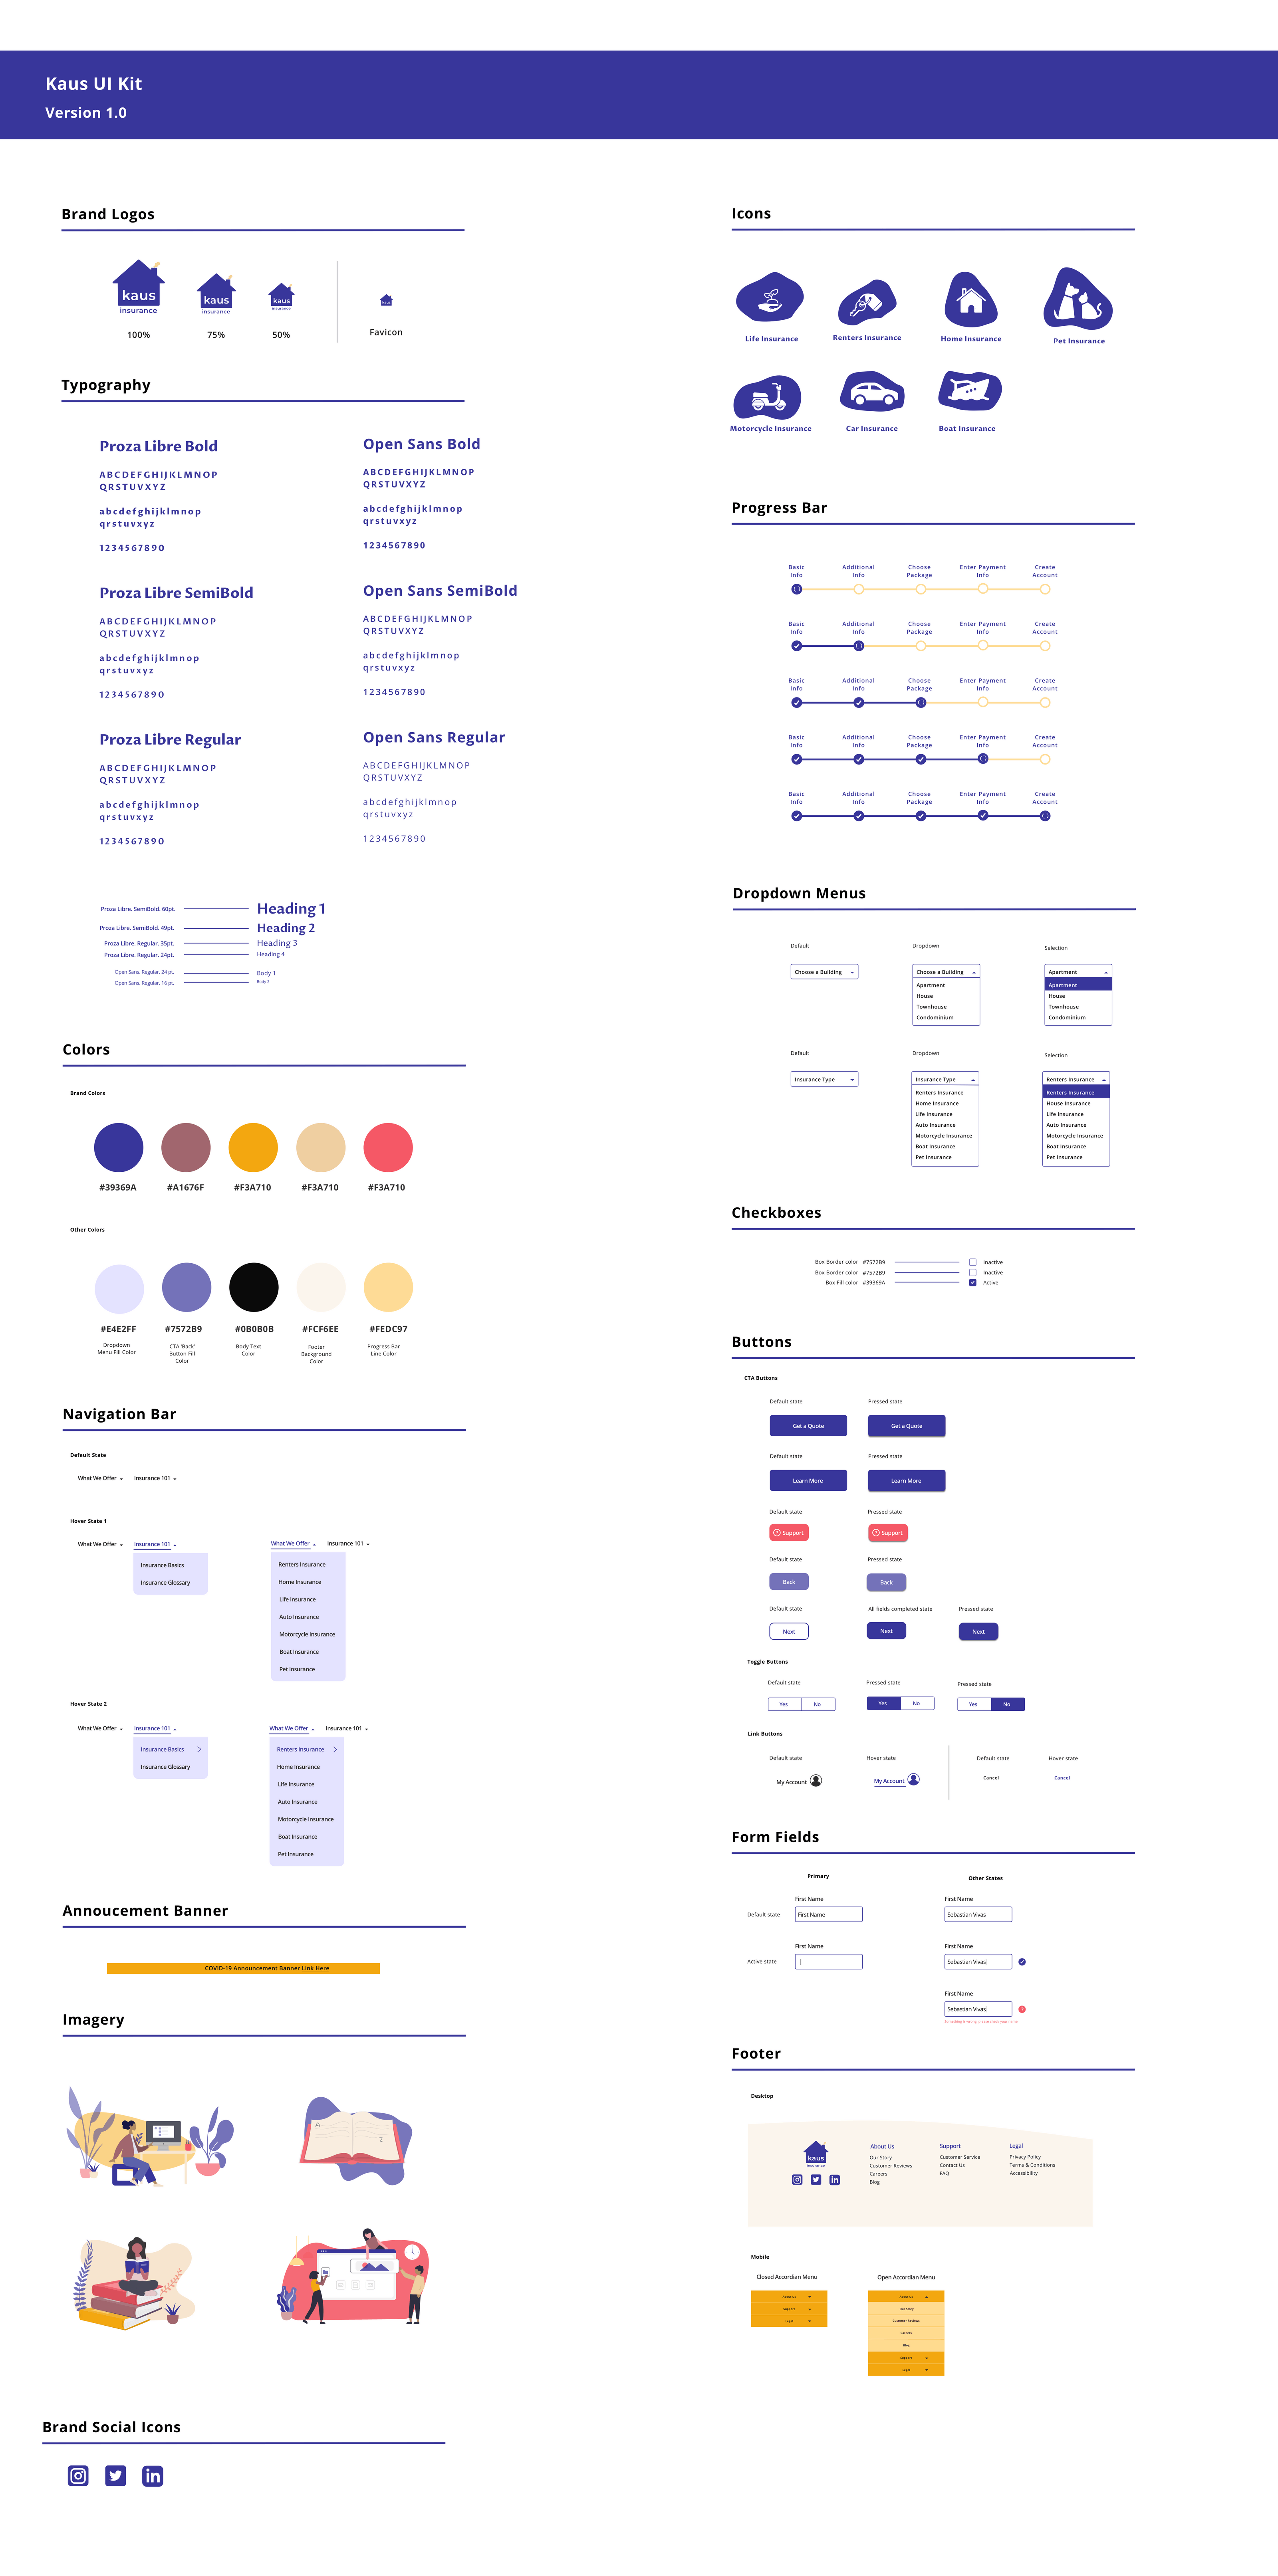 Kaus UI Kit
Version 1.0
Brand Logos
kaus
insurance
100%
kaus
insurance
75%
kaus
insurance
50%
kaus
Favicon
Typography
Proza Libre Bold
ABCDEFGHIJKLMNOP
QRSTUVXYZ
abcdefghijklmnop
qrstuvxyz
1234567890
Open Sans Bold
ABCDEFGHIJKLMNOP
QRSTUVXYZ
abcdefghijklmnop
qrstuvxyz
1234567890
Proza Libre SemiBold
ABCDEFGHIJKLMNOP
QRSTUVXYZ
abcdefghijklmnop
qrstuvxyz
1234567890
Open Sans SemiBold
ABCDEFGHIJKLMNOP
QRSTUVXYZ
abcdefghijklmnop
qrstuvxyz
1234567890
Proza Libre Regular
ABCDEFGHIJKLMNOP
QRSTUVXYZ
abcdefghijklmnop
qrstuvxyz
1234567890
Open Sans Regular
ABCDEFGHIJKLMNOP
QRSTUVXYZ
abcdefghijklmnop
qrstuvxyz
1234567890
Proza Libre. SemiBold. 60pt. Heading 1
Proza Libre. SemiBold. 49pt. Heading 2
Proza Libre. Regular. 35pt. Heading 3
Proza Libre. Regular. 24pt. Heading 4
Open Sans. Regular. 24 pt. Body 1
Open Sans. Regular. 16 pt. Body 2
Colors
Brand Colors
#39369A #A1676F #F3A710 #F3A710 #F3A710
Other Colors
#E4E2FF
Dropdown
Menu Fill Color
#7572B9
CTA 'Back'
Button Fill
Color
#0B0B0B
Body Text
Color
#FCF6EE
Footer
Background
Color
#FEDC97
Progress Bar
Line Color
Navigation Bar
Default State
What We Offer Insurance 101
Hover State 1
What We Offer Insurance 101
Insurance Basics
Insurance Glossary
What We Offer Insurance 101
Renters Insurance
Home Insurance
Life Insurance
Auto Insurance
Motorcycle Insurance
Boat Insurance
Pet Insurance
Hover State 2
What We Offer Insurance 101
Insurance Basics
Insurance Glossary
What We Offer Insurance 101
Renters Insurance
Home Insurance
Life Insurance
Auto Insurance
Motorcycle Insurance
Boat Insurance
Pet Insurance
Annoucement Banner
COVID-19 Announcement Banner Link Here
Imagery
A
Z
Brand Social Icons
in
Icons
Life Insurance
Renters Insurance
Home Insurance
Pet Insurance
Motorcycle Insurance
Car Insurance
Boat Insurance
Progress Bar
Basic Additional Choose Enter Payment Create
Info Info Package Info Account
Basic Additional Choose Enter Payment Create
Info Info Package Info Account
Basic Additional Choose Enter Payment Create
Info Info Package Info Account
Basic Additional Choose Enter Payment Create
Info Info Package Info Account
Basic Additional Choose Enter Payment Create
Info Info Package Info Account
Dropdown Menus
Default
Choose a Building
Dropdown
Choose a Building
Apartment
House
Townhouse
Condominium
Selection
Apartment
Apartment
House
Townhouse
Condominium
Default
Insurance Type
Dropdown
Insurance Type
Renters Insurance
Home Insurance
Life Insurance
Auto Insurance
Motorcycle Insurance
Boat Insurance
Pet Insurance
Selection
Renters Insurance
Renters Insurance
House Insurance
Life Insurance
Auto Insurance
Motorcycle Insurance
Boat Insurance
Pet Insurance
Checkboxes
Box Border color #7572B9 Inactive
Box Border color #7572B9 Inactive
Box Fill color #39369A Active
Buttons
CTA Buttons
Default state Pressed state
Get a Quote Get a Quote
Default state Pressed state
Learn More Learn More
Default state Pressed state
? Support ? Support
Default state Pressed state
Back Back
Default state All fields completed state Pressed state
Next Next Next
Toggle Buttons
Default state Pressed state Pressed state
Yes No Yes No Yes No
Link Buttons
Default state Hover state Default state Hover state
My Account My Account Cancel Cancel
Form Fields
Primary Other States
First Name First Name
Default state First Name Sebastian Vivas
First Name First Name
Active state Sebastian Vivas
First Name
Sebastian Vivas
Footer
Desktop
kaus
insurance
in
About Us
Our Story
Customer Reviews
Careers
Blog
Support
Customer Service
Contact Us
FAQ
Legal
Privacy Policy
Terms & Conditions
Accessibility
Mobile
Closed Accordian Menu
About Us
Support
Legal
Open Accordian Menu
About Us
Our Story
Customer Reviews
Careers
Blog
Support
Legal